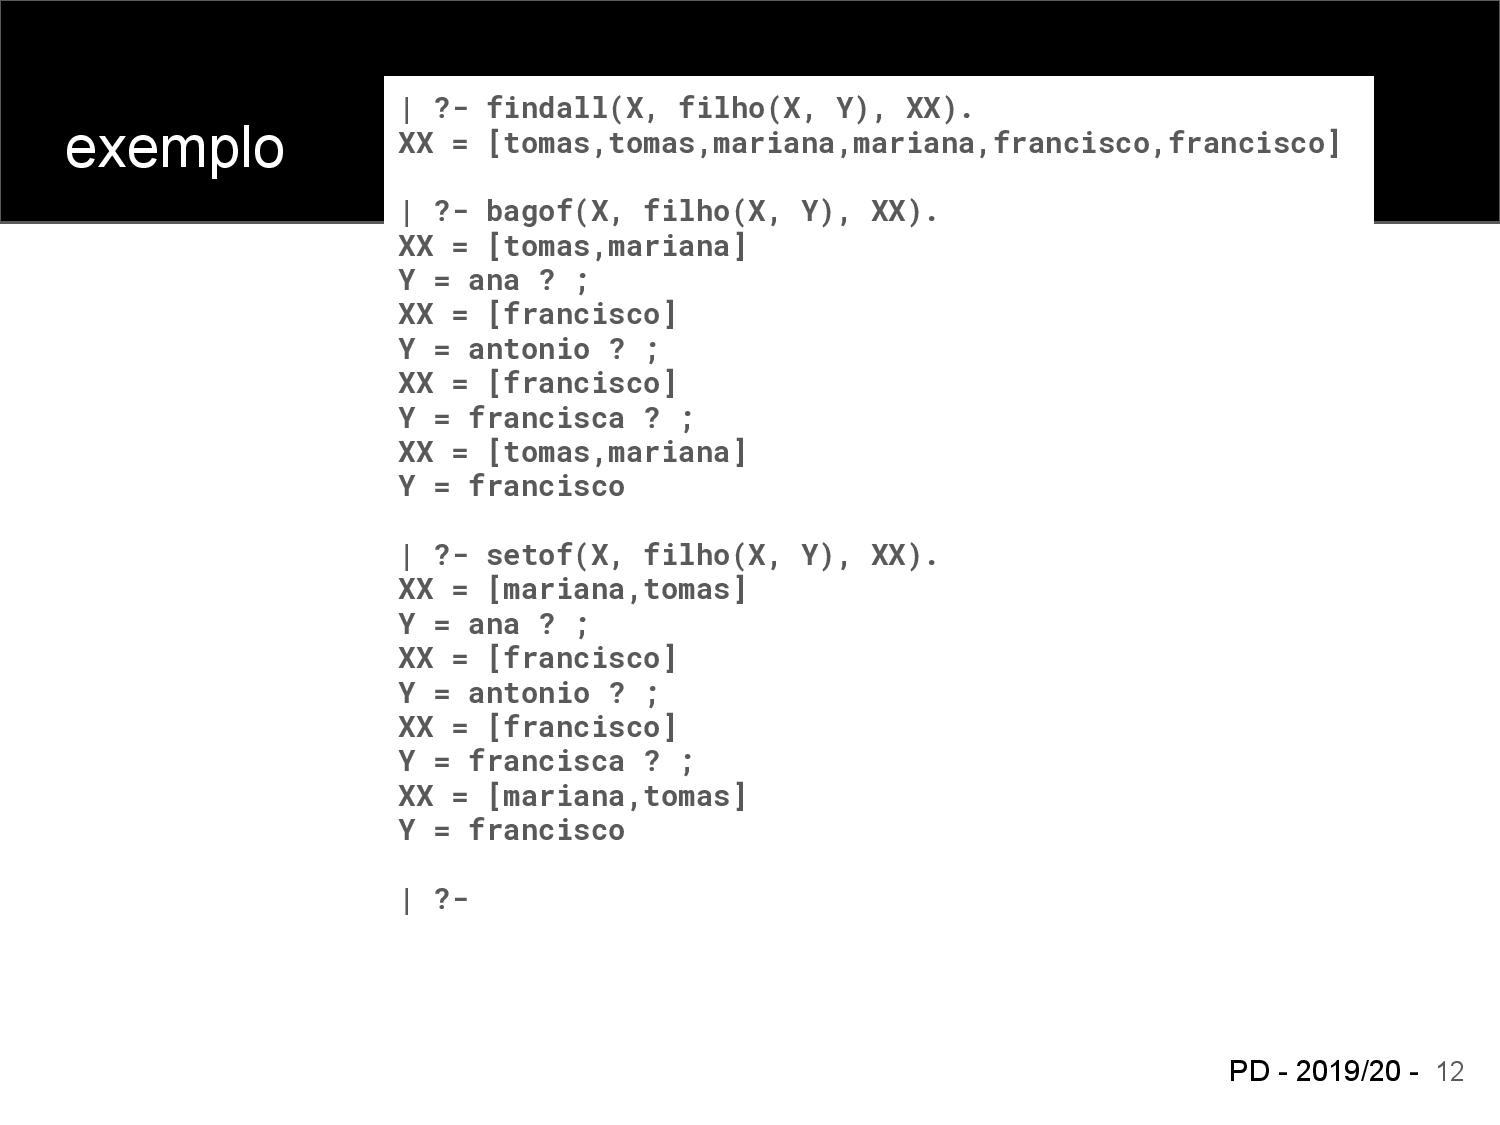 exemplo
| ?- findall(X, filho(X, Y), XX).
XX = [tomas,tomas,mariana,mariana,francisco,francisco]
| ?- bagof(X, filho(X, Y), XX).
XX = [tomas,mariana]
Y = ana ? ;
XX = [francisco]
Y = antonio ? ;
XX = [francisco]
Y = francisca ? ;
XX = [tomas,mariana]
Y = francisco
| ?- setof(X, filho(X, Y), XX).
XX = [mariana,tomas]
Y = ana ? ;
XX = [francisco]
Y = antonio ? ;
XX = [francisco]
Y = francisca ? ;
XX = [mariana,tomas]
Y = francisco
| ?-
PD - 2019/20 - 12